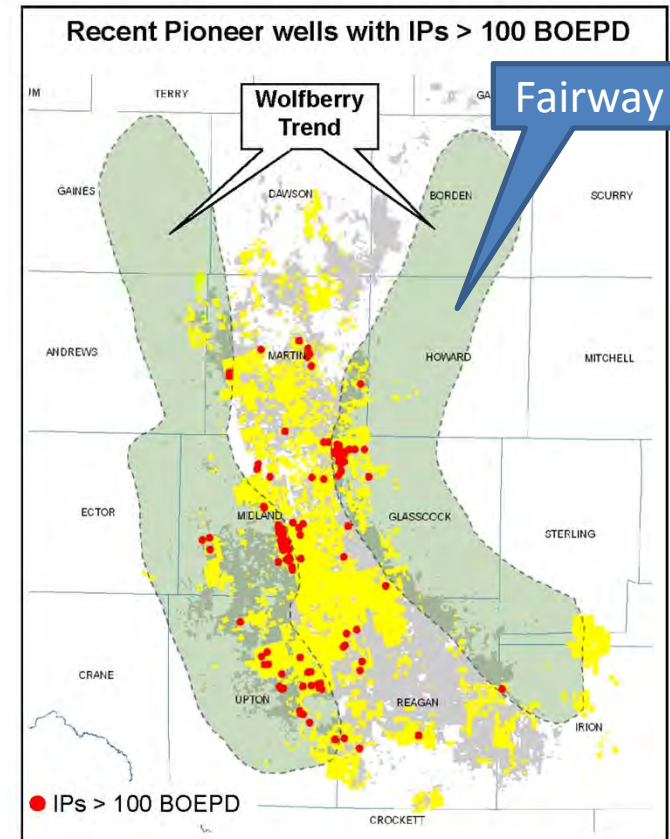 Recent Pioneer wells with IPs > 100 BOEPD
TERRY
Wolfberry
Trend
Fairway
GAINES
DAWSON
BORDEN
SCURRY
ANDREWS
MARTIN
HOWARD
MITCHELL
ECTOR
MIDLAND
GLASSCOCK
STERLING
CRANE
UPTON
REAGAN
IRION
IPs > 100 BOEPD
CROCKETT